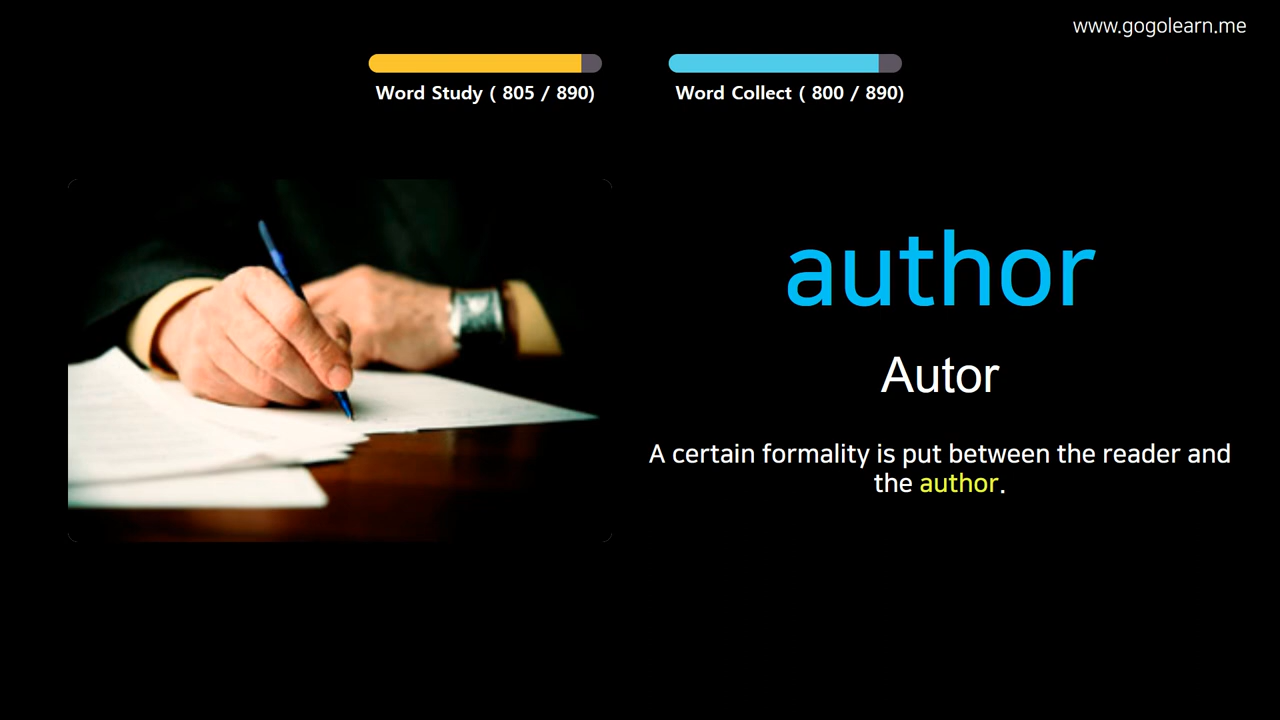 www.gogolearn.me
Word Study ( 805 / 890)
Word Collect ( 800 / 890)
author
Autor
A certain formality is put between the reader and
the author.